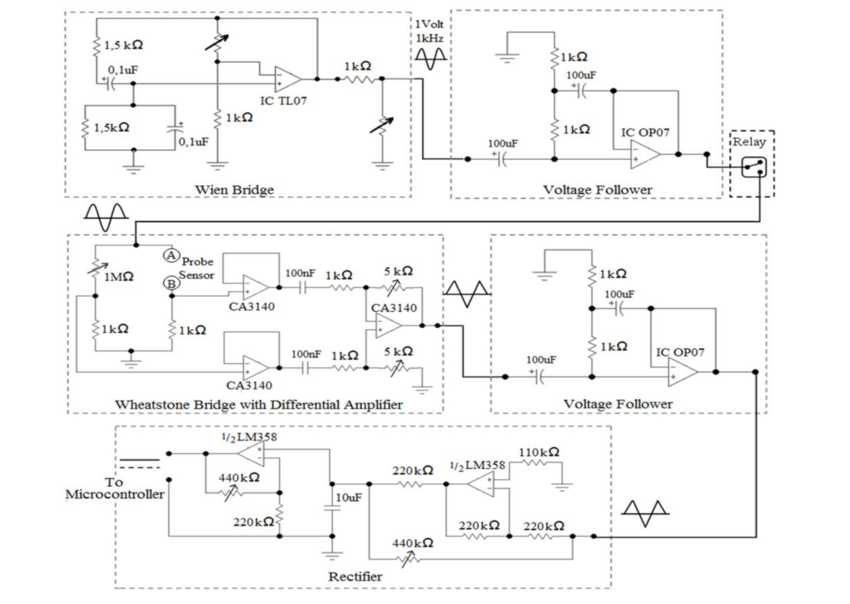 1Volt
1kHz
1,5 kΩ
0,1uF
1,5kΩ
0,1uF
1kΩ
IC TL07
1kΩ
Wien Bridge
1kΩ
100uF
1kΩ
100uF
IC OP07
Voltage Follower
Relay
1MΩ
A
Probe
Sensor
B
1kΩ
1kΩ
CA3140
CA3140
100nF
1kΩ
5 kΩ
CA3140
100nF
1kΩ
5 kΩ
Wheatstone Bridge with Differential Amplifier
1kΩ
100uF
1kΩ
100uF
IC OP07
Voltage Follower
To
Microcontroller
1/2LM358
440kΩ
220kΩ
10uF
220kΩ
1/2LM358
110kΩ
220kΩ
220kΩ
440kΩ
Rectifier